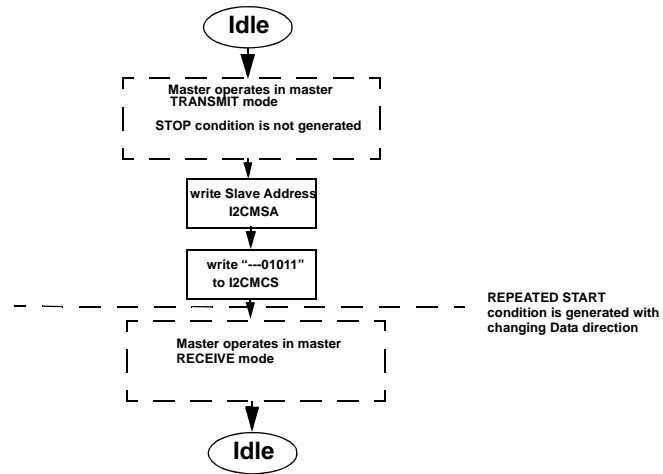 Idle
Master operates in master
TRANSMIT mode
STOP condition is not generated
write Slave Address
I2CMSA
write “---01011”
to I2CMCS
REPEATED START
condition is generated with
changing Data direction
Master operates in master
RECEIVE mode
Idle